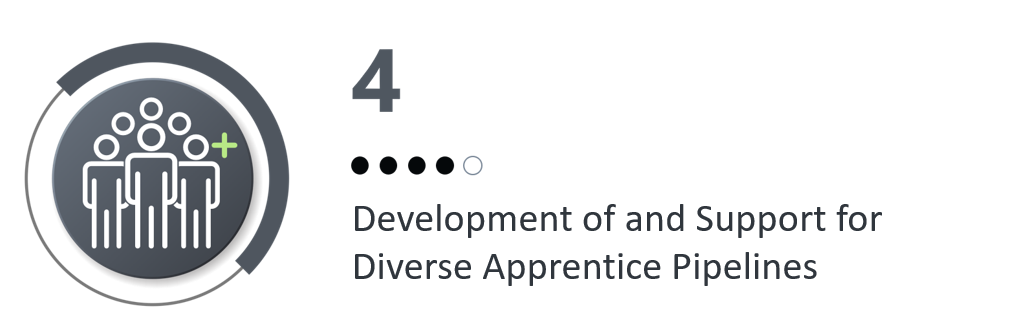 4
Development of and Support for
Diverse Apprentice Pipelines